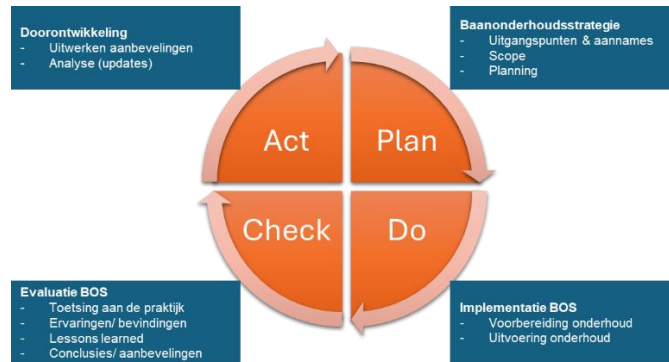 Doorontwikkeling
- Uitwerken aanbevelingen
- Analyse (updates)
Baanonderhoudsstrategie
- Uitgangspunten & aannames
- Scope
- Planning
Act
Plan
Check
Do
Evaluatie BOS
- Toetsing aan de praktijk
- Ervaringen/ bevindingen
- Lessons learned
- Conclusies/ aanbevelingen
Implementatie BOS
- Voorbereiding onderhoud
- Uitvoering onderhoud